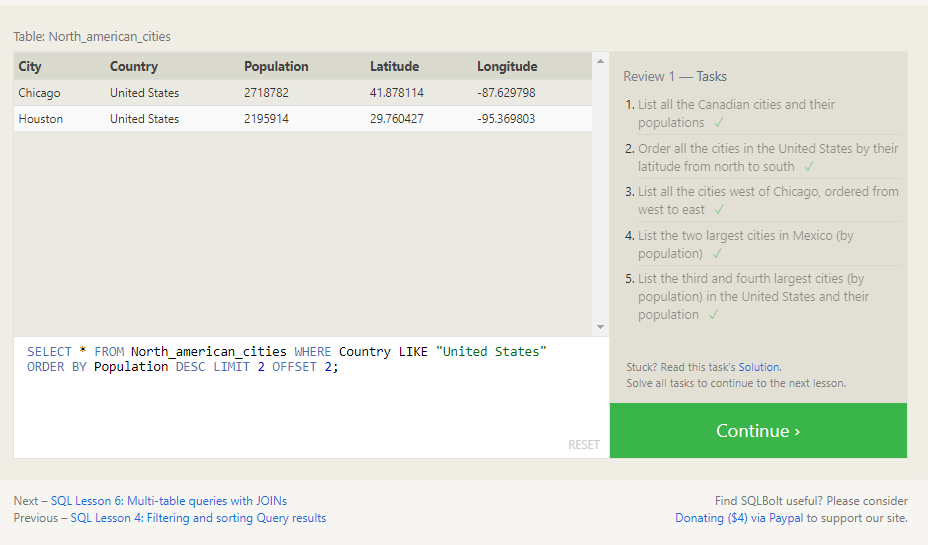 Table: North_american_cities
City Country Population Latitude Longitude
Chicago United States 2718782 41.878114 -87.629798
Houston United States 2195914 29.760427 -95.369803
SELECT * FROM North_american_cities WHERE Country LIKE "United States"
ORDER BY Population DESC LIMIT 2 OFFSET 2;
RESET
Review 1 — Tasks
1. List all the Canadian cities and their
populations ✓
2. Order all the cities in the United States by their
latitude from north to south ✓
3. List all the cities west of Chicago, ordered from
west to east ✓
4. List the two largest cities in Mexico (by
population) ✓
5. List the third and fourth largest cities (by
population) in the United States and their
population ✓
Stuck? Read this task's Solution.
Solve all tasks to continue to the next lesson.
Continue ›
Next – SQL Lesson 6: Multi-table queries with JOINs
Previous – SQL Lesson 4: Filtering and sorting Query results
Find SQLBolt useful? Please consider
Donating ($4) via Paypal to support our site.